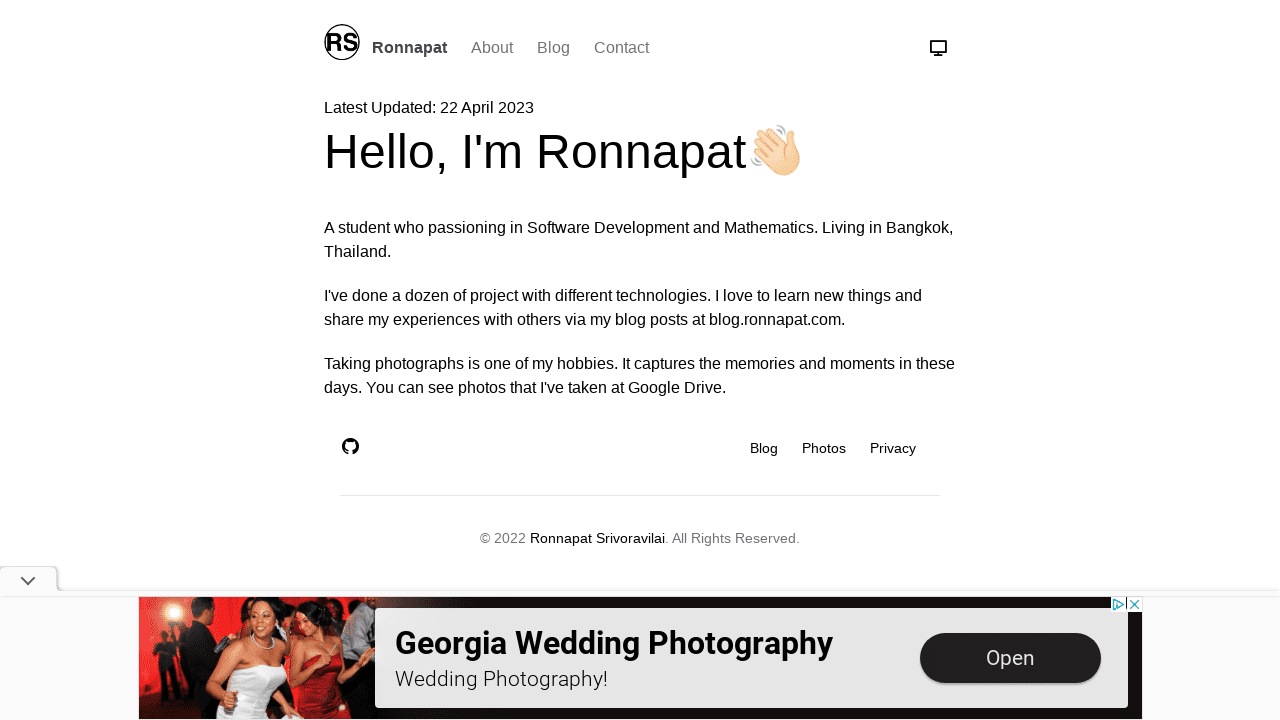 RS Ronnapat About Blog Contact
Latest Updated: 22 April 2023
Hello, I'm Ronnapat👋🏻
A student who passioning in Software Development and Mathematics. Living in Bangkok,
Thailand.
I've done a dozen of project with different technologies. I love to learn new things and
share my experiences with others via my blog posts at blog.ronnapat.com.
Taking photographs is one of my hobbies. It captures the memories and moments in these
days. You can see photos that I've taken at Google Drive.
Blog Photos Privacy
© 2022 Ronnapat Srivoravilai. All Rights Reserved.
Georgia Wedding Photography
Wedding Photography!
Open